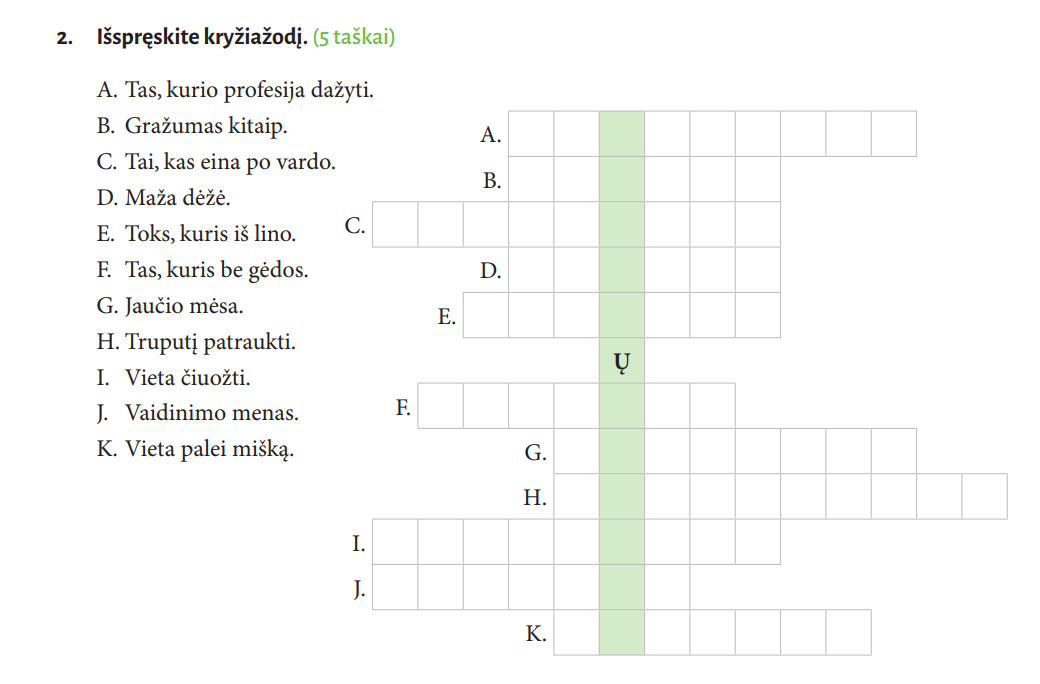 2. Išspręskite kryžiažodį. (5 taškai)
A. Tas, kurio profesija dažyti.
B. Gražumas kitaip.
C. Tai, kas eina po vardo.
D. Maža dėžė.
E. Toks, kuris iš lino.
F. Tas, kuris be gėdos.
G. Jaučio mėsa.
H. Truputį patraukti.
I. Vieta čiuožti.
J. Vaidinimo menas.
K. Vieta palei mišką.
A.
B.
C.
D.
E.
Ų
F.
G.
H.
I.
J.
K.